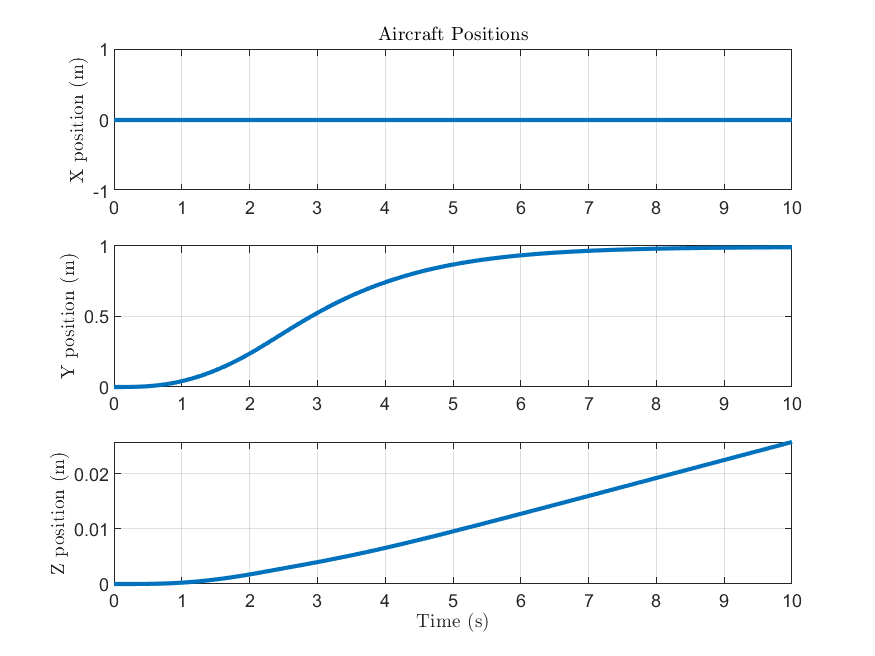 Aircraft Positions
X position (m)
1
0
-1
0 1 2 3 4 5 6 7 8 9 10
Y position (m)
1
0.5
0
0 1 2 3 4 5 6 7 8 9 10
Z position (m)
0.02
0.01
0
0 1 2 3 4 5 6 7 8 9 10
Time (s)